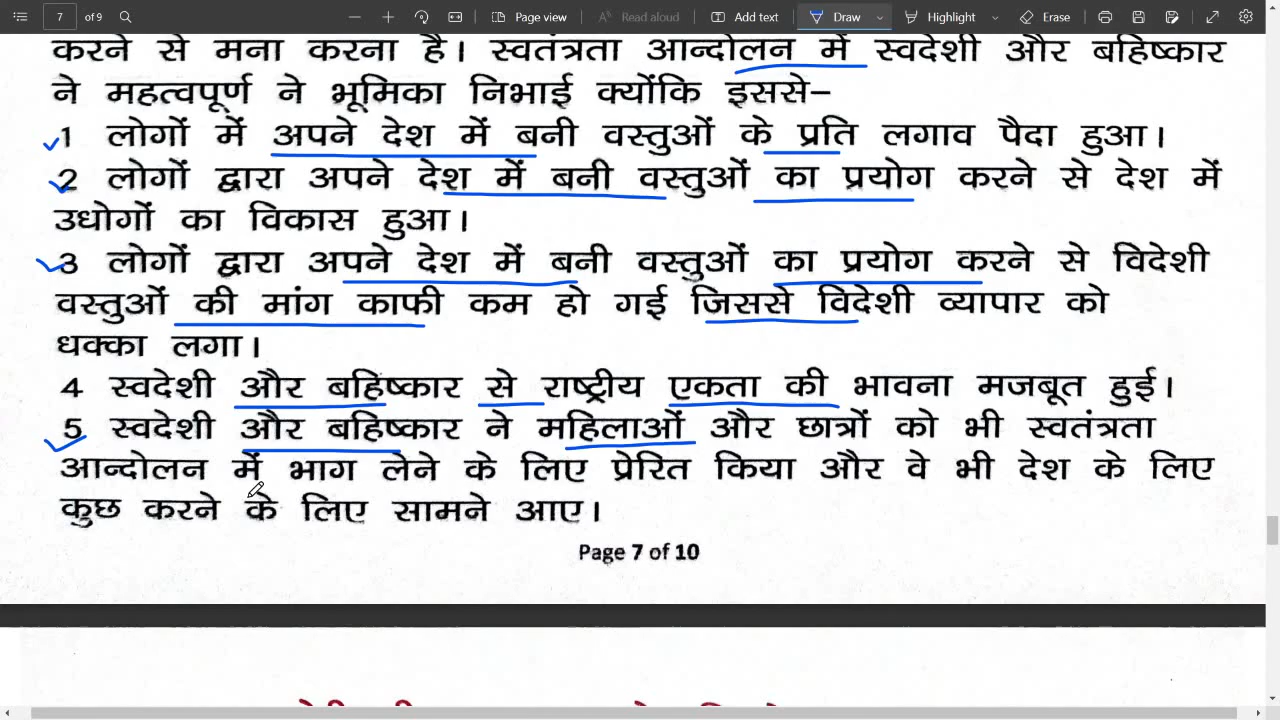 7 of 9 Page view Read aloud Add text Draw Highlight Erase
करने से मना करना है। स्वतंत्रता आन्दोलन में स्वदेशी और बहिष्कार
ने महत्वपूर्ण ने भूमिका निभाई क्योंकि इससे–
1 लोगों में अपने देश में बनी वस्तुओं के प्रति लगाव पैदा हुआ।
2 लोगों द्वारा अपने देश में बनी वस्तुओं का प्रयोग करने से देश में
उधोगों का विकास हुआ।
3 लोगों द्वारा अपने देश में बनी वस्तुओं का प्रयोग करने से विदेशी
वस्तुओं की मांग काफी कम हो गई जिससे विदेशी व्यापार को
धक्का लगा।
4 स्वदेशी और बहिष्कार से राष्ट्रीय एकता की भावना मजबूत हुई।
5 स्वदेशी और बहिष्कार ने महिलाओं और छात्रों को भी स्वतंत्रता
आन्दोलन में भाग लेने के लिए प्रेरित किया और वे भी देश के लिए
कुछ करने के लिए सामने आए।
Page 7 of 10